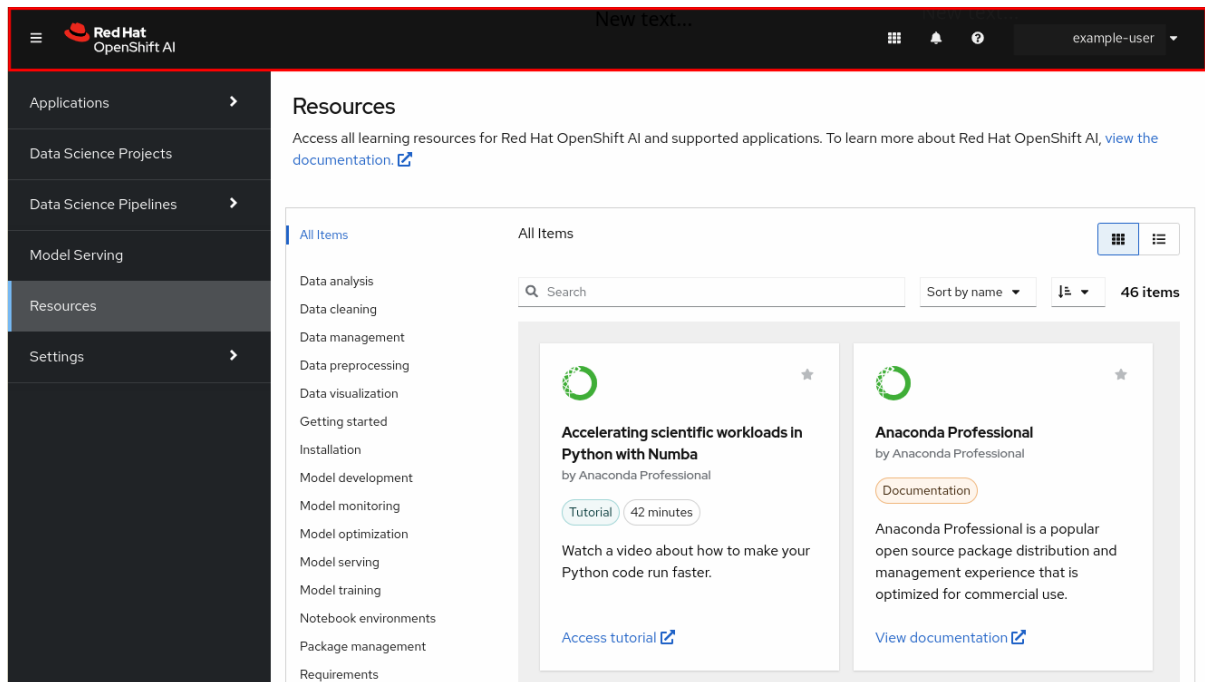 New text...
New text...
Red Hat
OpenShift AI
example-user
Applications
Data Science Projects
Data Science Pipelines
Model Serving
Resources
Settings
Resources
Access all learning resources for Red Hat OpenShift AI and supported applications. To learn more about Red Hat OpenShift AI, view the
documentation.
All Items
Data analysis
Data cleaning
Data management
Data preprocessing
Data visualization
Getting started
Installation
Model development
Model monitoring
Model optimization
Model serving
Model training
Notebook environments
Package management
Requirements
All Items
Search
Sort by name
46 items
Accelerating scientific workloads in
Python with Numba
by Anaconda Professional
Tutorial
42 minutes
Watch a video about how to make your
Python code run faster.
Access tutorial
Anaconda Professional
by Anaconda Professional
Documentation
Anaconda Professional is a popular
open source package distribution and
management experience that is
optimized for commercial use.
View documentation